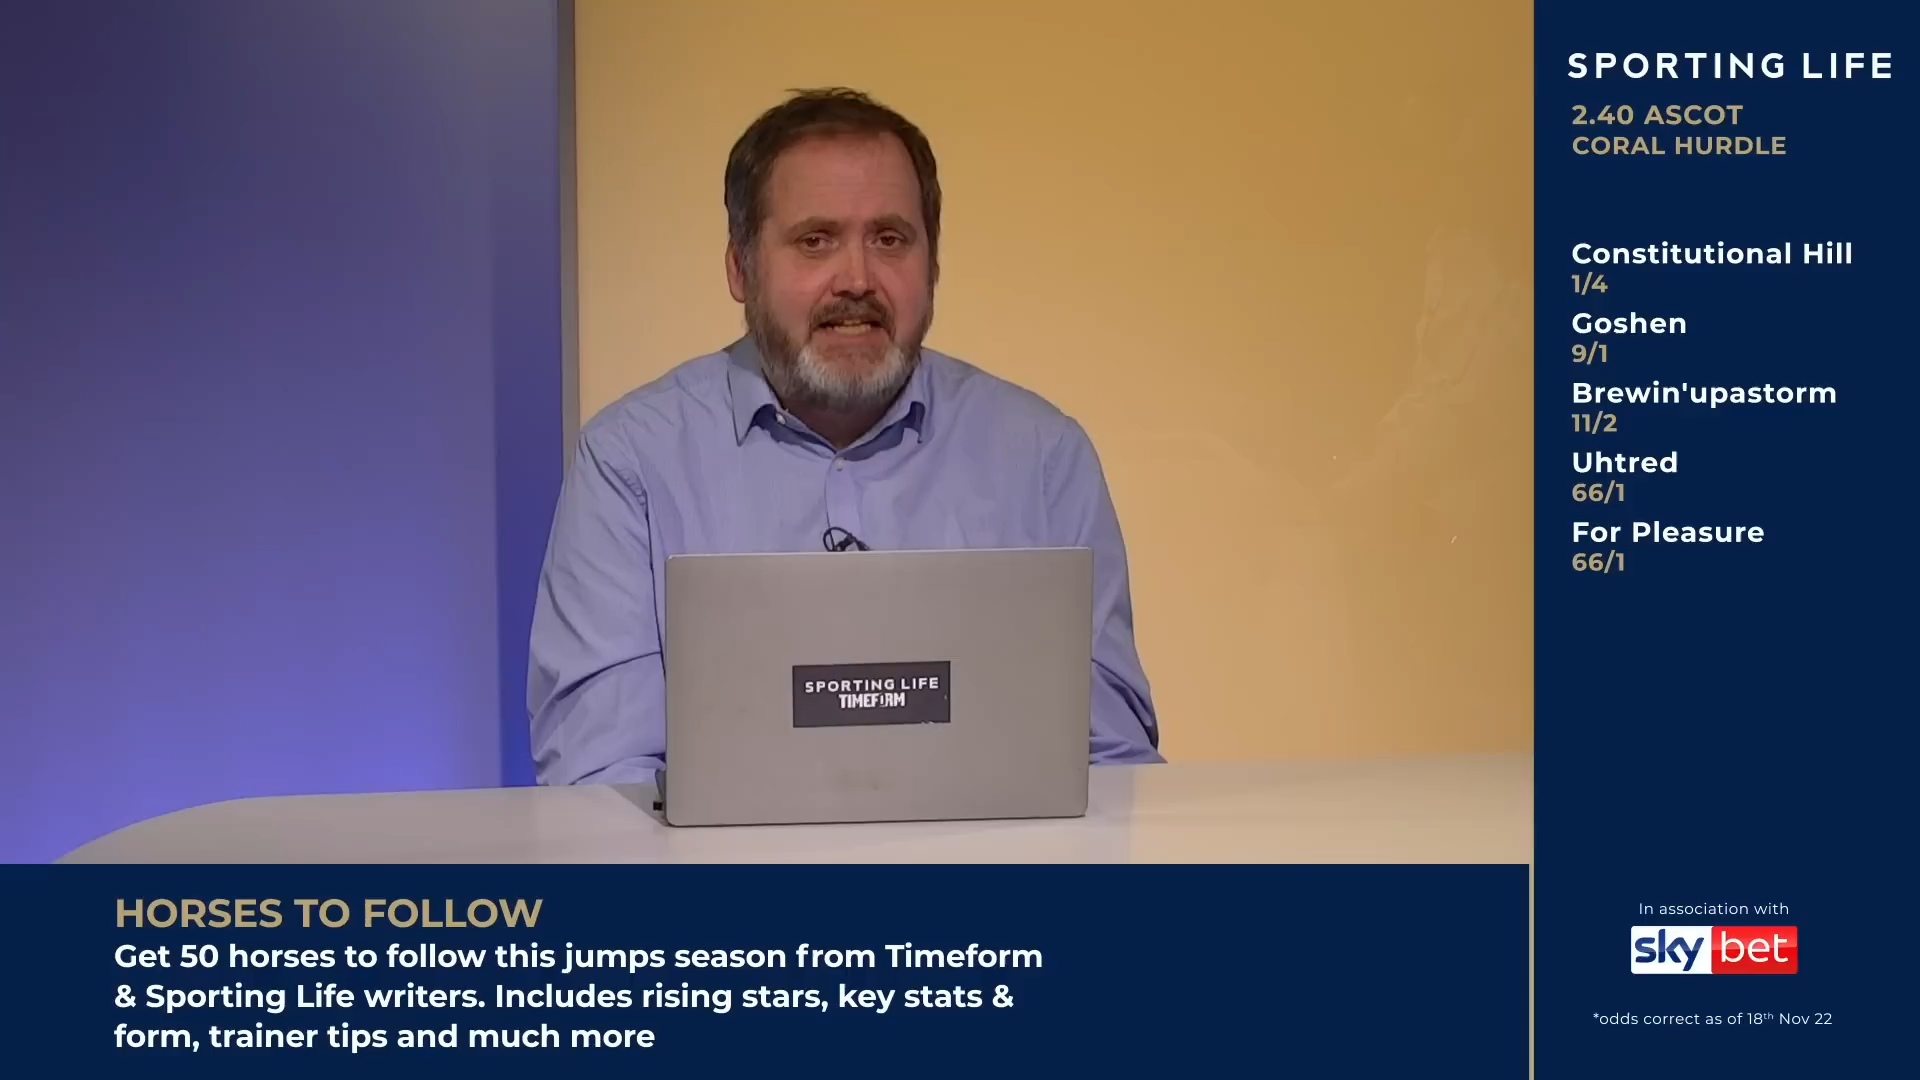 SPORTING LIFE
2.40 ASCOT
CORAL HURDLE
Constitutional Hill
1/4
Goshen
9/1
Brewin'upastorm
11/2
Uhtred
66/1
For Pleasure
66/1
SPORTING LIFE
TIMEFORM
HORSES TO FOLLOW
Get 50 horses to follow this jumps season from Timeform
& Sporting Life writers. Includes rising stars, key stats &
form, trainer tips and much more
In association with
sky bet
*odds correct as of 18th Nov 22